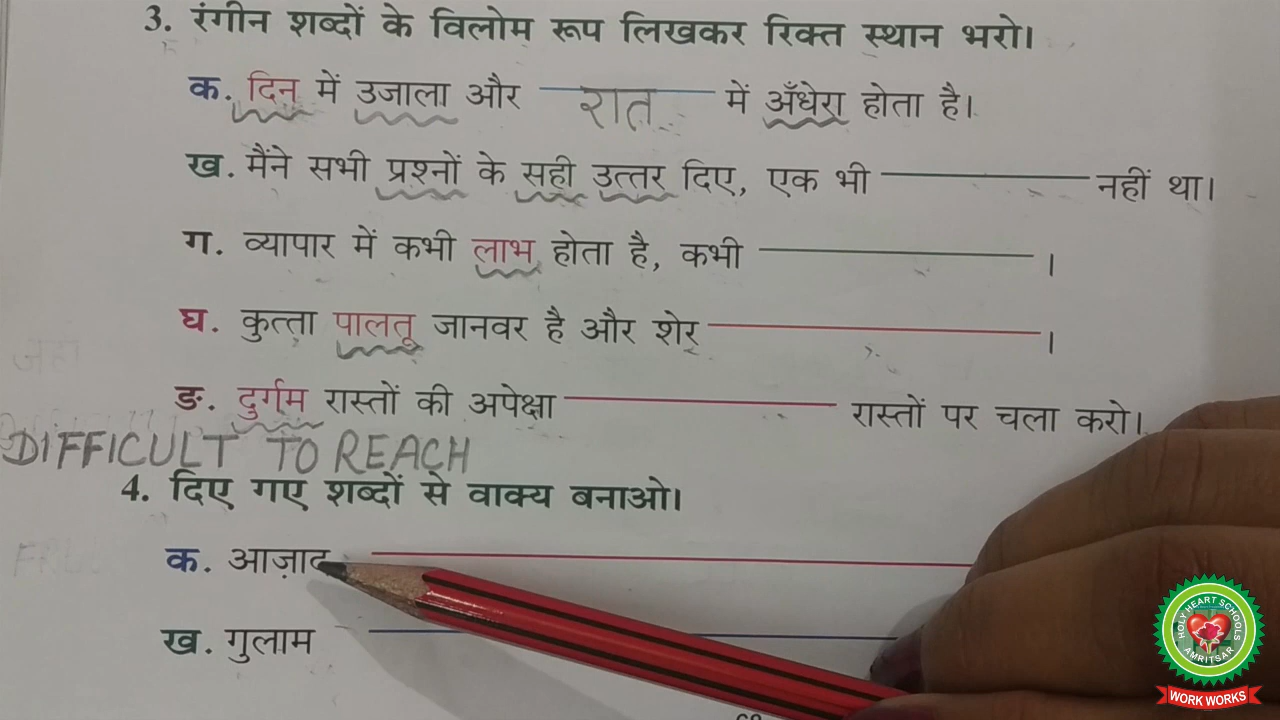 3. रंगीन शब्दों के विलोम रूप लिखकर रिक्त स्थान भरो।
क. दिन में उजाला और रात में अँधेरा होता है।
ख. मैंने सभी प्रश्नों के सही उत्तर दिए, एक भी नहीं था।
ग. व्यापार में कभी लाभ होता है, कभी ।
घ. कुत्ता पालतू जानवर है और शेर ।
ङ. दुर्गम रास्तों की अपेक्षा रास्तों पर चला करो।
DIFFICULT TO REACH
4. दिए गए शब्दों से वाक्य बनाओ।
क. आज़ाद
ख. गुलाम
HOLY HEART SCHOOLS
AMRITSAR
WORK WORKS